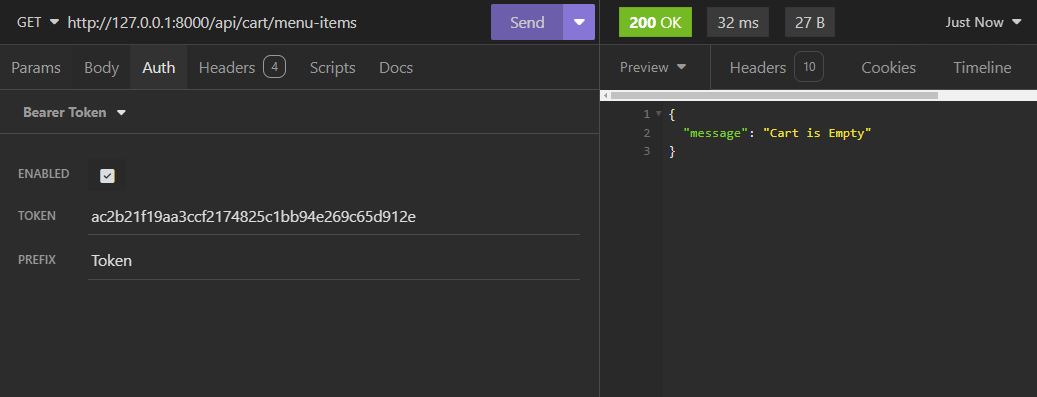 GET http://127.0.0.1:8000/api/cart/menu-items Send
200 OK 32 ms 27 B Just Now
Params Body Auth Headers 4 Scripts Docs
Preview Headers 10 Cookies Timeline
Bearer Token
ENABLED
TOKEN ac2b21f19aa3ccf2174825c1bb94e269c65d912e
PREFIX Token
1 {
2 "message": "Cart is Empty"
3 }